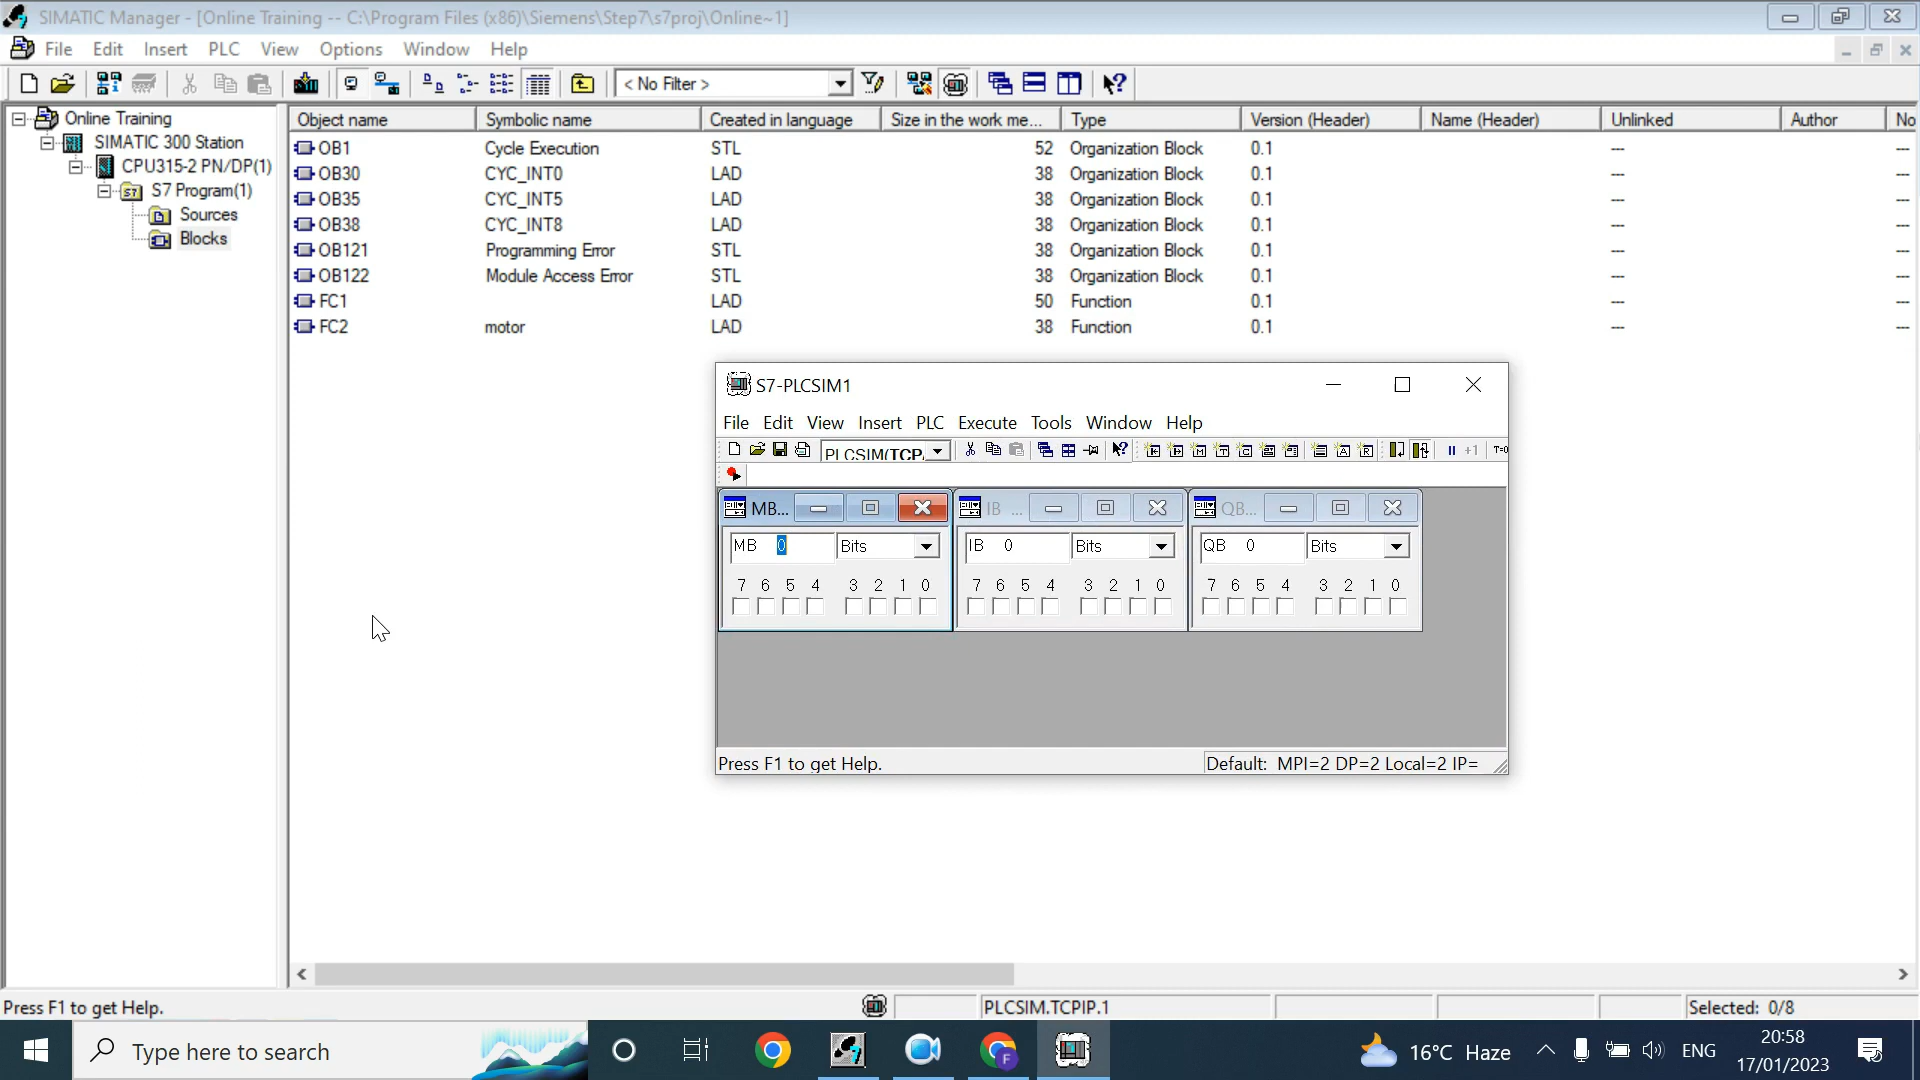 SIMATIC Manager - [Online Training -- C:\Program Files (x86)\Siemens\Step7\s7proj\Online~1]
File Edit Insert PLC View Options Window Help
< No Filter >
Online Training
SIMATIC 300 Station
CPU315-2 PN/DP(1)
S7 Program(1)
Sources
Blocks
Object name Symbolic name Created in language Size in the work me... Type Version (Header) Name (Header) Unlinked Author No
OB1 Cycle Execution STL 52 Organization Block 0.1 --- ---
OB30 CYC_INT0 LAD 38 Organization Block 0.1 --- ---
OB35 CYC_INT5 LAD 38 Organization Block 0.1 --- ---
OB38 CYC_INT8 LAD 38 Organization Block 0.1 --- ---
OB121 Programming Error STL 38 Organization Block 0.1 --- ---
OB122 Module Access Error STL 38 Organization Block 0.1 --- ---
FC1 LAD 50 Function 0.1 --- ---
FC2 motor LAD 38 Function 0.1 --- ---
S7-PLCSIM1
File Edit View Insert PLC Execute Tools Window Help
PLCSIM(TCP. +1 T=0
MB... IB ... QB...
MB 0 Bits IB 0 Bits QB 0 Bits
7 6 5 4 3 2 1 0 7 6 5 4 3 2 1 0 7 6 5 4 3 2 1 0
Press F1 to get Help. Default: MPI=2 DP=2 Local=2 IP=
Press F1 to get Help. PLCSIM.TCPIP.1 Selected: 0/8
Type here to search
F
16°C Haze
ENG
20:58
17/01/2023